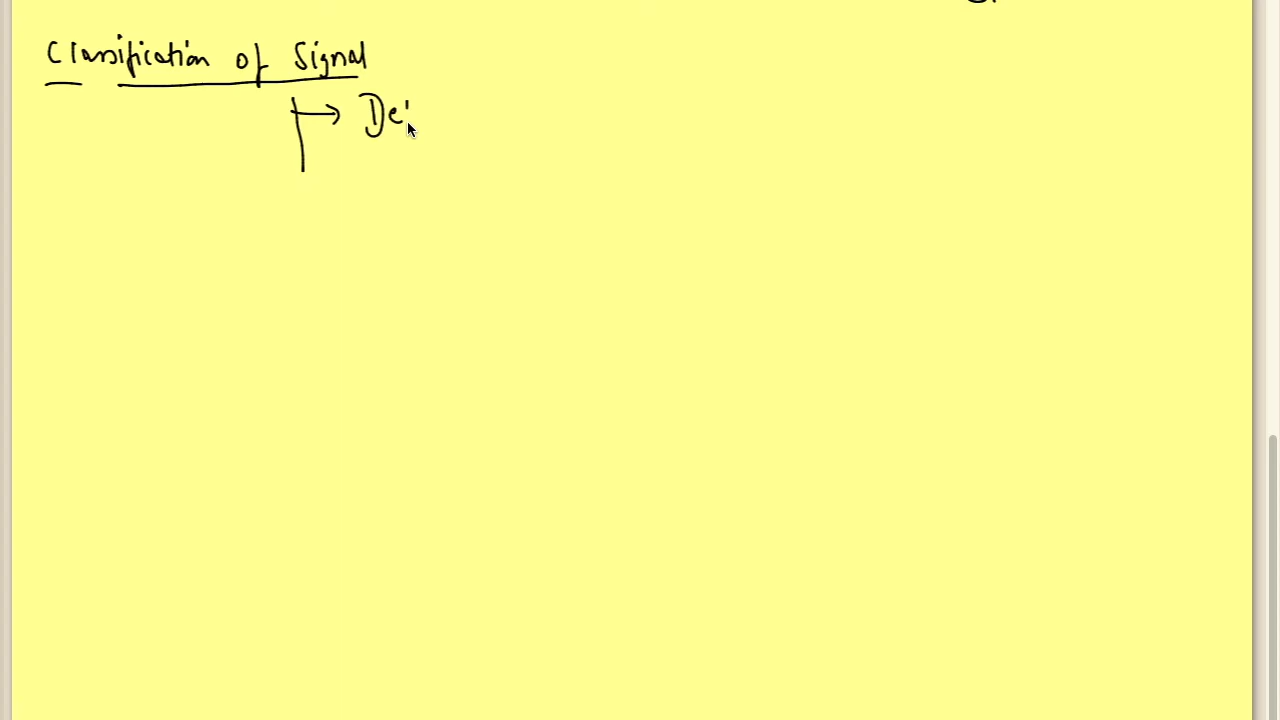 Classification of Signal
→ De